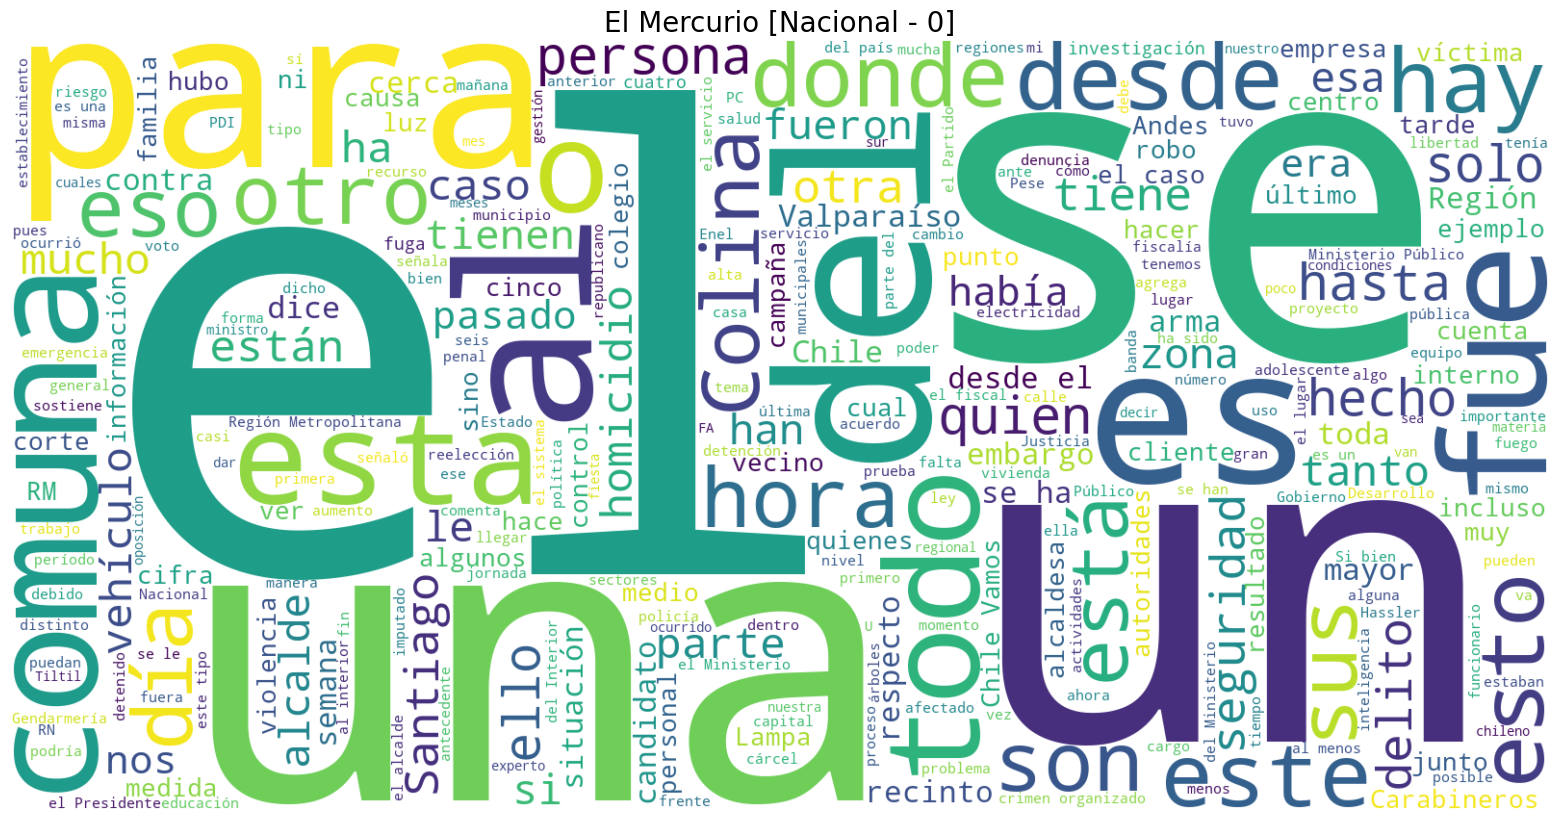 El Mercurio [Nacional - 0]
para
persona
donde
desde
hay
del país
mucha
regiones
mi
investigación
nuestro
empresa
víctima
esa
centro
familia
hubo
ni
sí
cerca
mañana
anterior
cuatro
riesgo
es una
misma
establecimiento
PDI
tipo
causa
luz
ha
mes
gestión
el servicio
PC
salud
fueron
sur
el Partido
debe
tuvo
Andes
robo
el caso
tarde
libertad
tenía
solo
era
último
Región
ejemplo
cuales
contra
recurso
caso
o
otra
denuncia
ante
cómo
Pese
tiene
eso
otro
meses
municipio
tienen
colina
Valparaíso
hacer
fiscalía
tenemos
pues
ocurrió
voto
mucho
fuga
señala
bien
republicano
colegio
Enel
servicio
cambio
punto
Ministerio Público
condiciones
hasta
dicho
dice
cinco
alta
campaña
municipales
parte del
había
electricidad
agrega
lugar
poco
proyecto
pública
fue
forma
ministro
están
pasado
al
casa
Chile
poder
arma
ha sido
cuenta
emergencia
información
seis
penal
sino
homicidio
zona
banda
equipo
general
sostiene
tema
desde el
número
adolescente
algo
interno
comuna
corte
Región Metropolitana
Estado
última
FA
cual
acuerdo
el fiscal
calle
quien
decir
uso
el lugar
hecho
sea
importante
materia
fuego
el
del
se
es
casi
dar
esta
señaló
primera
reelección
ese
el sistema
política
fiesta
control
han
detención
vecino
prueba
falta
embargo
Justicia
vivienda
cliente
gran
toda
es un
van
tanto
RM
trabajo
vehículo
ver
aumento
comenta
le
hace
llegar
hora
ley
se ha
Público
se han
Gobierno
Desarrollo
mismo
incluso
período
oposición
algunos
quienes
regional
ella
autoridades
muy
debido
cifra
jornada
sectores
nivel
primero
todo
Chile Vamos
está
seguridad
resultado
Si bien
mayor
pueden
Nacional
manera
una
medio
policía
momento
alcaldesa
actividades
alguna
va
distinto
día
violencia
alcalde
fin
imputado
Santiago
ocurrido
dentro
U
respecto
un
sus
Hassler
funcionario
esto
puedan
Tiltil
se le
detenido
semana
al interior
ello
situación
del Interior
parte
el Ministerio
árboles
vez
ahora
del Ministerio
tiempo
inteligencia
delito
estaban
Gendarmería
RN
fuera
este tipo
antecedente
candidato
personal
nuestra
capital
Lampa
proceso
afectado
chileno
podría
nos
el alcalde
experto
cárcel
problema
son
cargo
al menos
junto
posible
medida
si
frente
recinto
crimen organizado
este
menos
Carabineros
el Presidente
educación